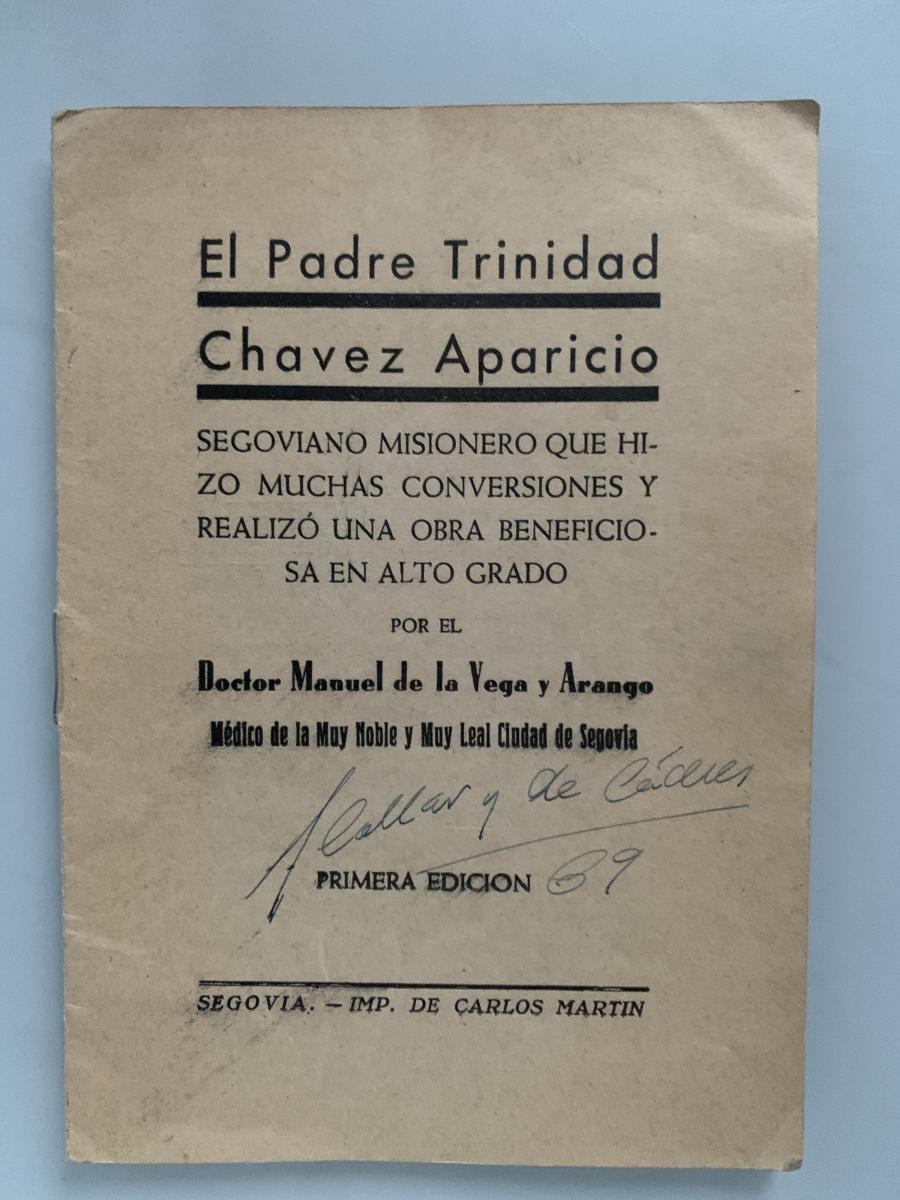 El Padre Trinidad
Chavez Aparicio
SEGOVIANO MISIONERO QUE HI-
ZO MUCHAS CONVERSIONES Y
REALIZÓ UNA OBRA BENEFICIO-
SA EN ALTO GRADO
POR EL
Doctor Manuel de la Vega y Arango
Médico de la Muy Noble y Muy Leal Ciudad de Segovia
y de Cáceres
PRIMERA EDICION 69
SEGOVIA. — IMP. DE CARLOS MARTIN